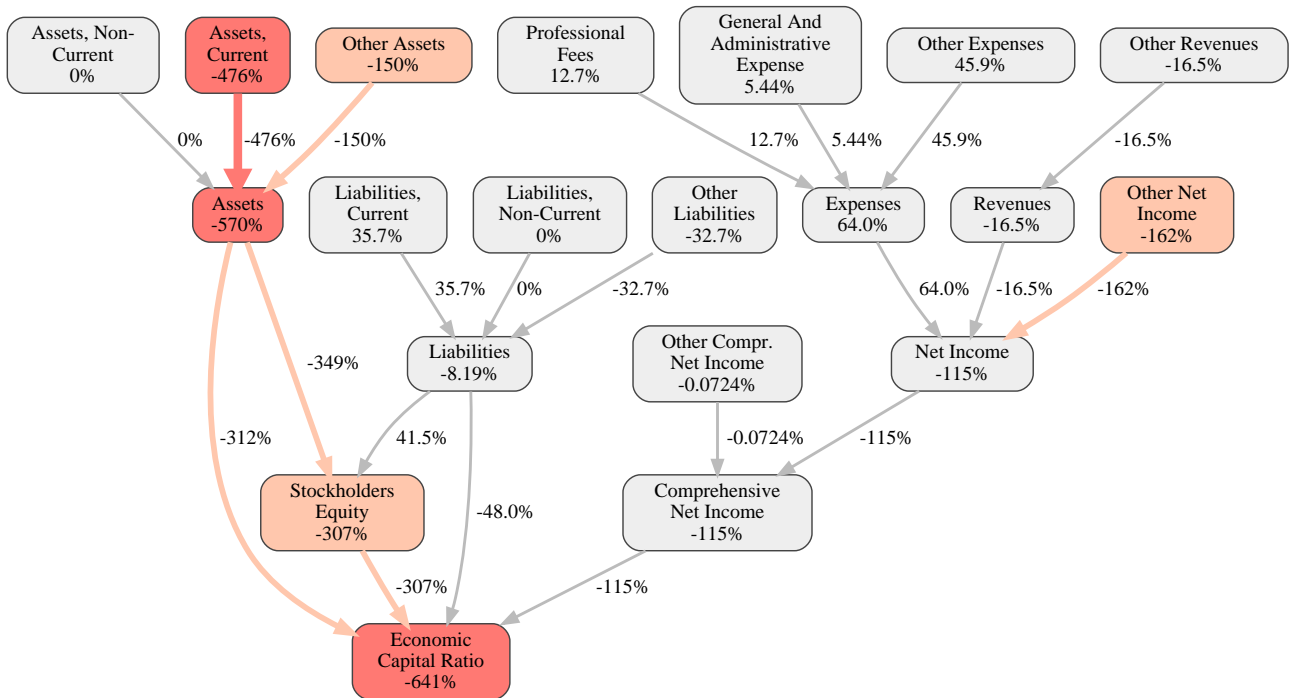 Assets, Non-
Current
0%
Assets,
Current
-476%
Other Assets
-150%
Professional
Fees
12.7%
General And
Administrative
Expense
5.44%
Other Expenses
45.9%
Other Revenues
-16.5%
0%
-476%
-150%
12.7%
5.44%
45.9%
-16.5%
Assets
-570%
Liabilities,
Current
35.7%
Liabilities,
Non-Current
0%
Other
Liabilities
-32.7%
Expenses
64.0%
Revenues
-16.5%
Other Net
Income
-162%
35.7%
0%
-32.7%
64.0%
-16.5%
-162%
-349%
Liabilities
-8.19%
Other Compr.
Net Income
-0.0724%
Net Income
-115%
-312%
41.5%
-0.0724%
-115%
Stockholders
Equity
-307%
-48.0%
Comprehensive
Net Income
-115%
-307%
-115%
Economic
Capital Ratio
-641%